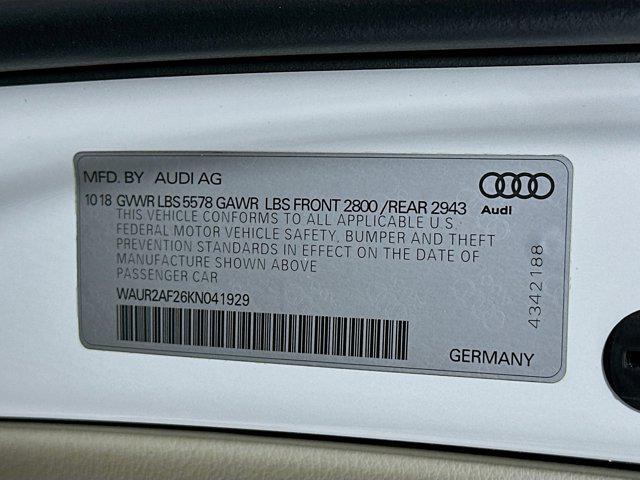 MFD. BY AUDI AG
10 18 GVWR LBS 5578 GAWR LBS FRONT 2800 /REAR 2943
THIS VEHICLE CONFORMS TO ALL APPLICABLE U.S.
FEDERAL MOTOR VEHICLE SAFETY, BUMPER AND THEFT
PREVENTION STANDARDS IN EFFECT ON THE DATE OF
MANUFACTURE SHOWN ABOVE
PASSENGER CAR
WAUR2AF26KN041929
GERMANY
Audi
4342188